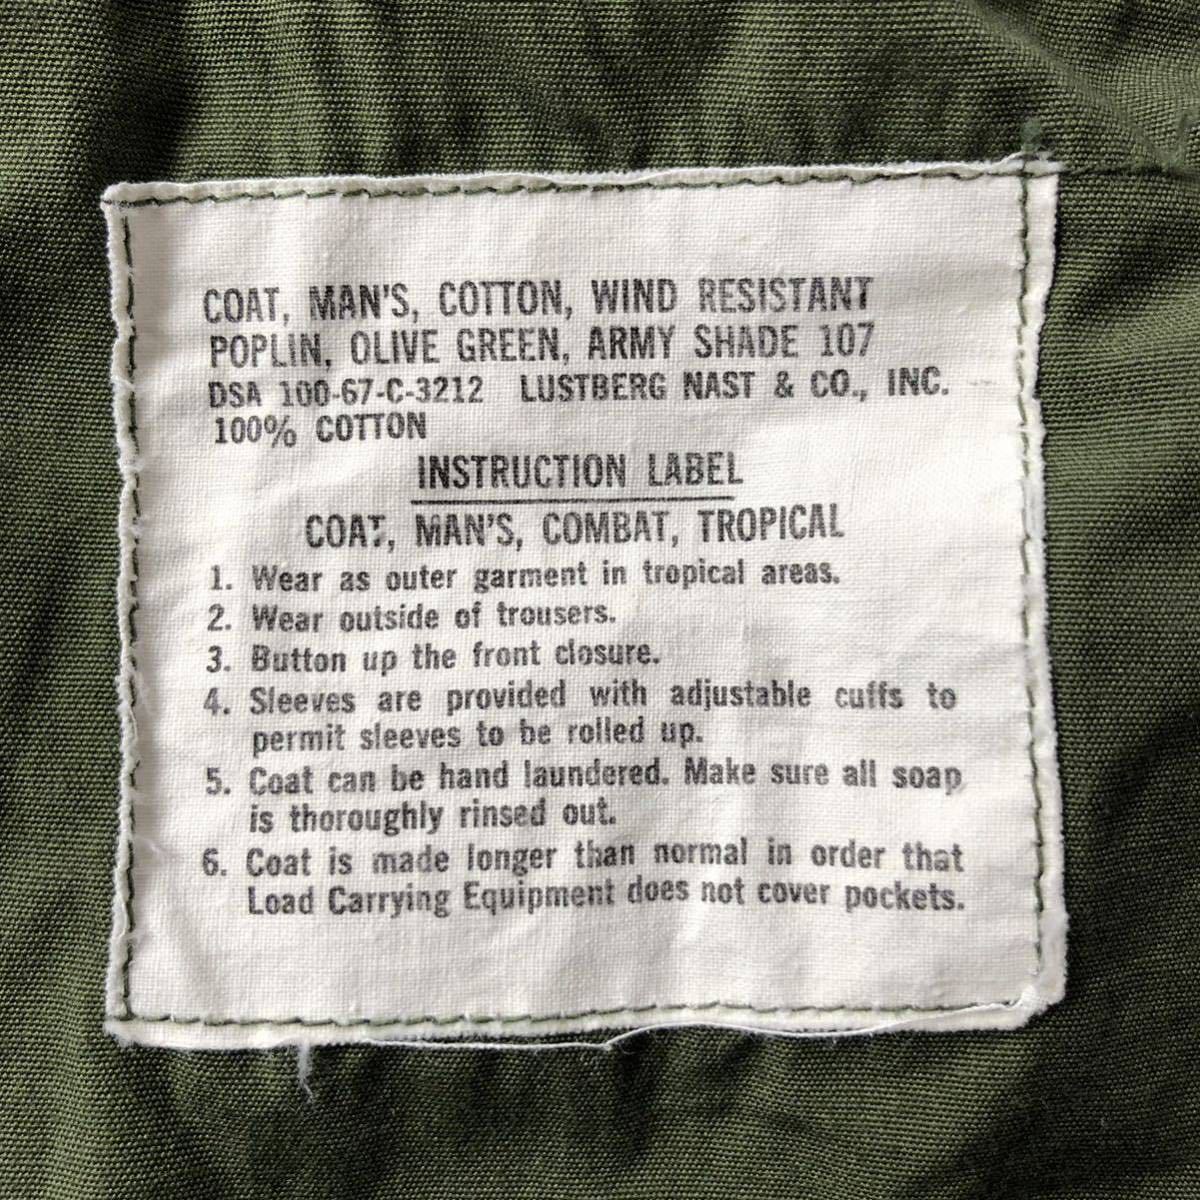 COAT, MAN'S, COTTON, WIND RESISTANT
POPLIN, OLIVE GREEN, ARMY SHADE 107
DSA 100-67-C-3212 LUSTBERG NAST & CO., INC.
100% COTTON
INSTRUCTION LABEL
COAT, MAN'S, COMBAT, TROPICAL
1. Wear as outer garment in tropical areas.
2. Wear outside of trousers.
3. Button up the front closure.
4. Sleeves are provided with adjustable cuffs to
permit sleeves to be rolled up.
5. Coat can be hand laundered. Make sure all soap
is thoroughly rinsed out.
6. Coat is made longer than normal in order that
Load Carrying Equipment does not cover pockets.